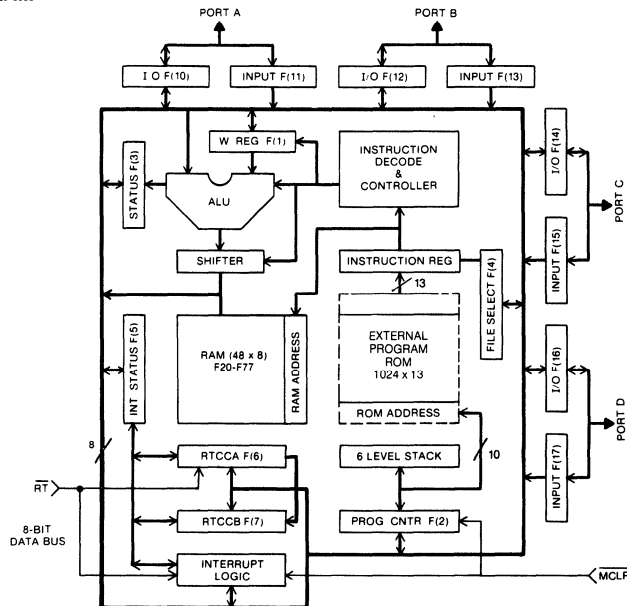 PORT A
PORT B
I O F(10)
INPUT F(11)
I/O F(12)
INPUT F(13)
W REG F(1)
INSTRUCTION
DECODE
&
CONTROLLER
STATUS F(3)
ALU
I/O F(14)
PORT C
INPUT F(15)
SHIFTER
INSTRUCTION REG
FILE SELECT F(4)
13
INT STATUS F(5)
RAM (48 x 8)
F20-F77
RAM ADDRESS
EXTERNAL
PROGRAM
ROM
1024 x 13
ROM ADDRESS
I/O F(16)
PORT D
INPUT F(17)
8
RTCCA F(6)
6 LEVEL STACK
10
RT
8-BIT
DATA BUS
RTCCB F(7)
PROG CNTR F(2)
INTERRUPT
LOGIC